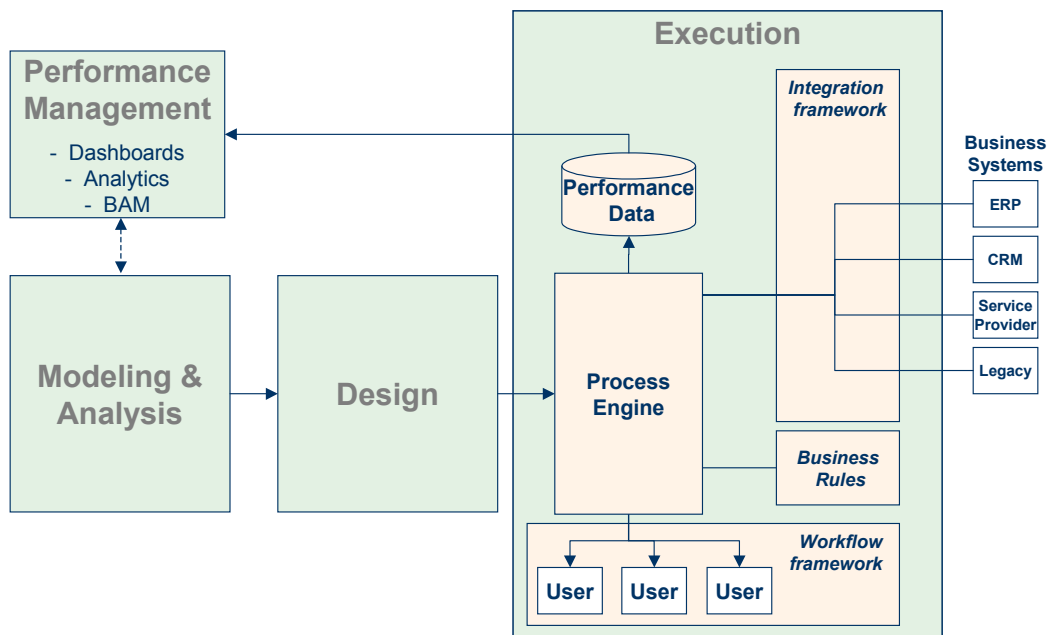 Execution
Performance
Management
- Dashboards
- Analytics
- BAM
Integration
framework
Business
Systems
Performance
Data
ERP
CRM
Service
Provider
Legacy
Modeling &
Analysis
Design
Process
Engine
Business
Rules
Workflow
framework
User
User
User